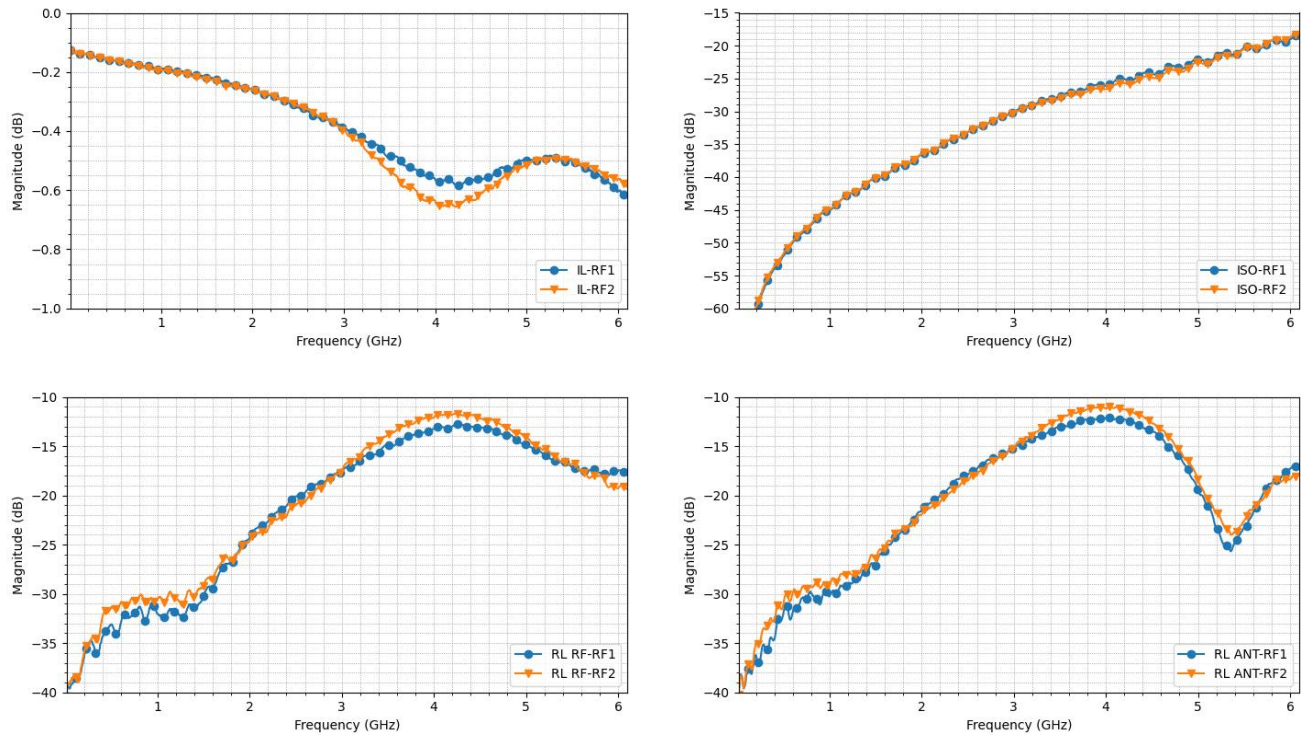 0.0
−0.2
−0.4
−0.6
−0.8
−1.0
Magnitude (dB)
1 2 3 4 5 6
Frequency (GHz)
IL-RF1
IL-RF2
−15
−20
−25
−30
−35
−40
−45
−50
−55
−60
Magnitude (dB)
1 2 3 4 5 6
Frequency (GHz)
ISO-RF1
ISO-RF2
−10
−15
−20
−25
−30
−35
−40
Magnitude (dB)
0 1 2 3 4 5 6
Frequency (GHz)
RL RF-RF1
RL RF-RF2
−10
−15
−20
−25
−30
−35
−40
Magnitude (dB)
0 1 2 3 4 5 6
Frequency (GHz)
RL ANT-RF1
RL ANT-RF2